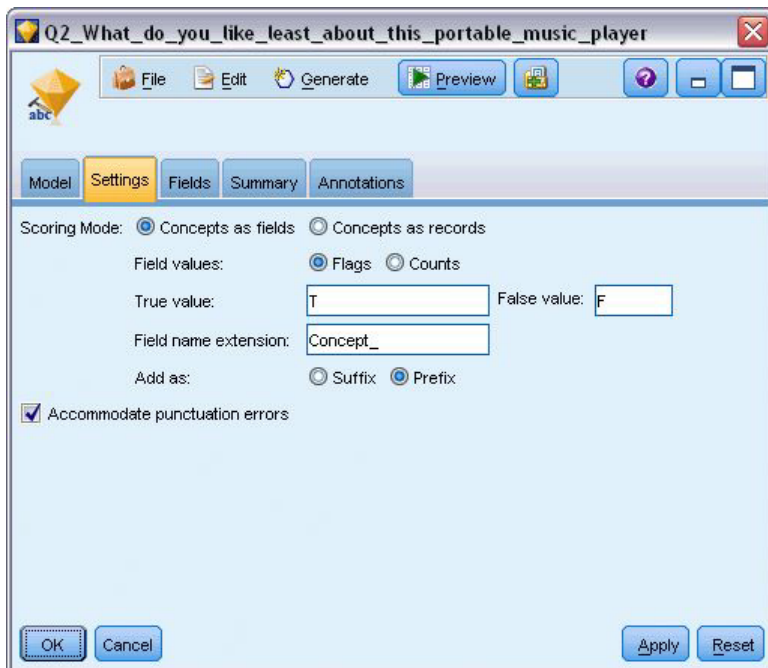 Q2_What_do_you_like_least_about_this_portable_music_player
File Edit Generate Preview
abc
Model Settings Fields Summary Annotations
Scoring Mode: Concepts as fields Concepts as records
Field values: Flags Counts
True value: T False value: F
Field name extension: Concept_
Add as: Suffix Prefix
Accommodate punctuation errors
OK Cancel Apply Reset